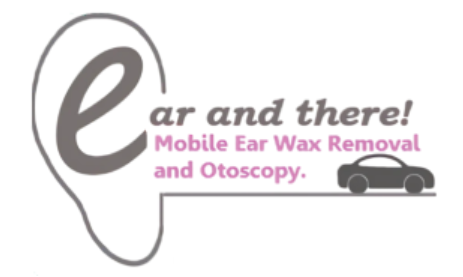 ear and there!
Mobile Ear Wax Removal
and Otoscopy.